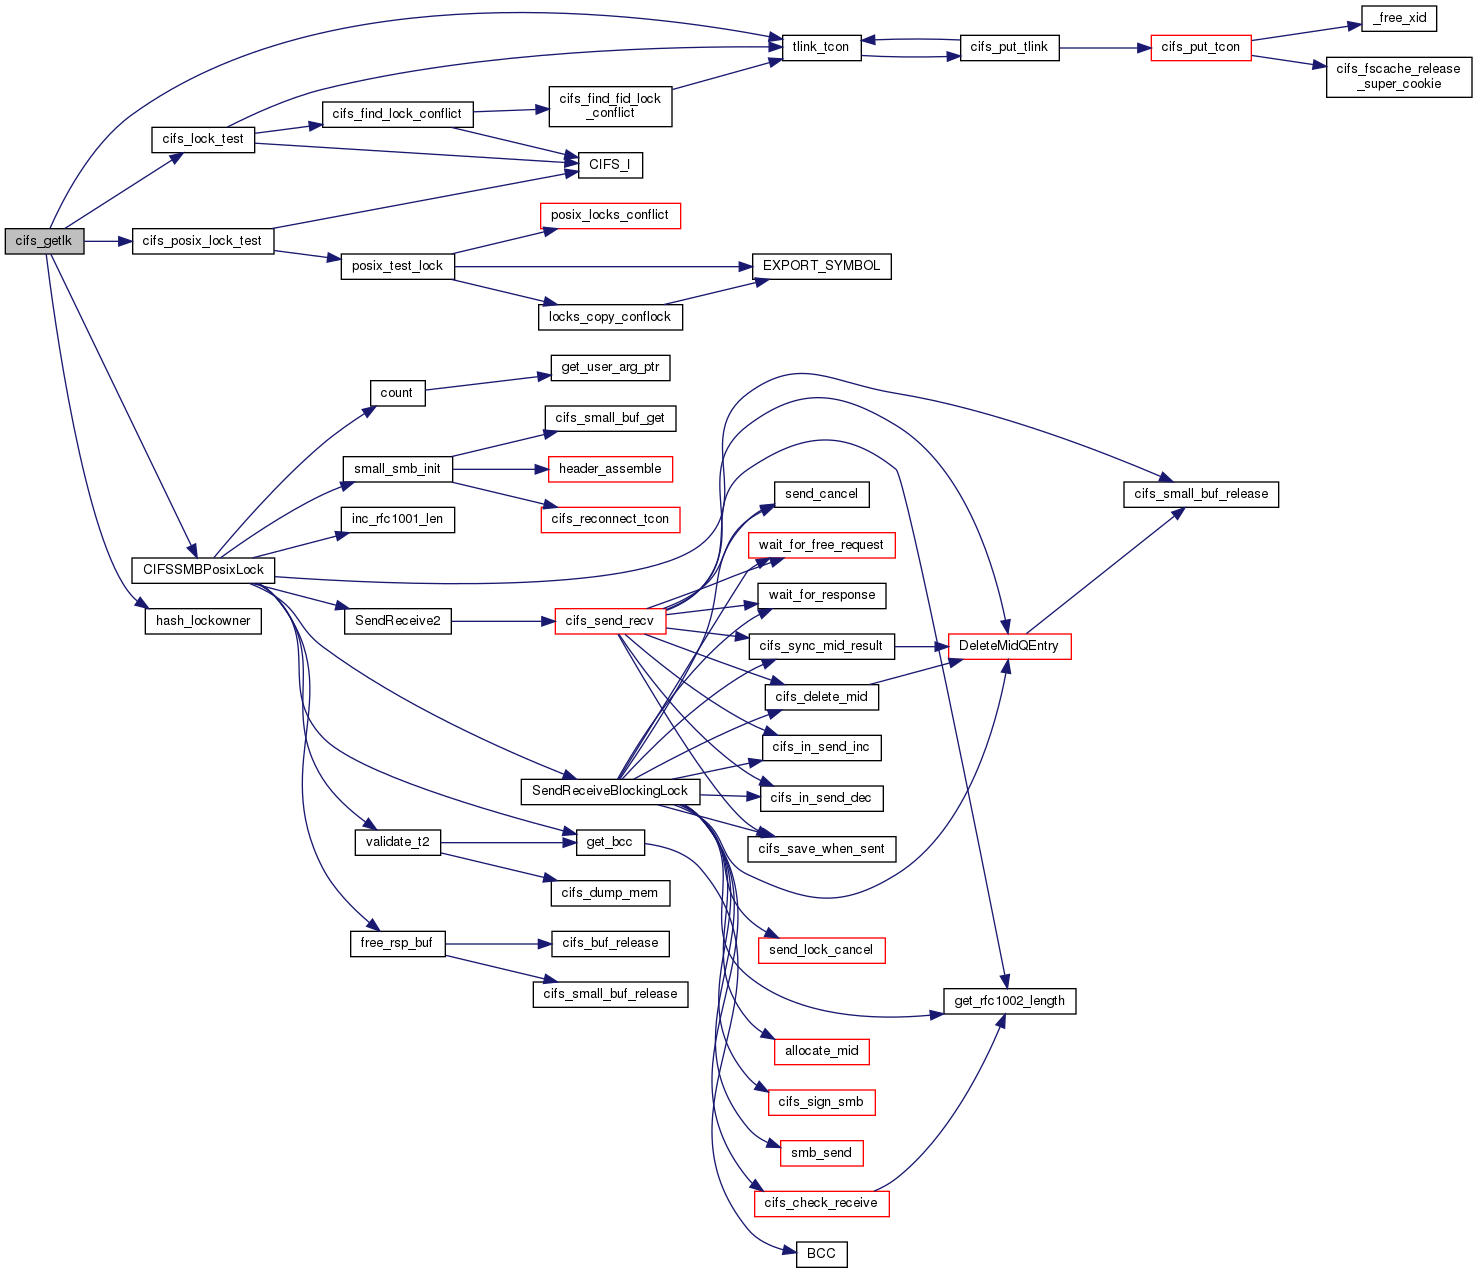 _free_xid
tlink_tcon
cifs_put_tlink
cifs_put_tcon
cifs_fscache_release
_super_cookie
cifs_find_fid_lock
_conflict
cifs_find_lock_conflict
cifs_lock_test
CIFS_I
posix_locks_conflict
cifs_getlk
cifs_posix_lock_test
posix_test_lock
EXPORT_SYMBOL
locks_copy_conflock
get_user_arg_ptr
count
cifs_small_buf_get
small_smb_init
header_assemble
send_cancel
cifs_small_buf_release
inc_rfc1001_len
cifs_reconnect_tcon
wait_for_free_request
CIFSSMBPosixLock
wait_for_response
hash_lockowner
SendReceive2
cifs_send_recv
cifs_sync_mid_result
DeleteMidQEntry
cifs_delete_mid
cifs_in_send_inc
SendReceiveBlockingLock
cifs_in_send_dec
validate_t2
get_bcc
cifs_save_when_sent
cifs_dump_mem
free_rsp_buf
cifs_buf_release
send_lock_cancel
cifs_small_buf_release
get_rfc1002_length
allocate_mid
cifs_sign_smb
smb_send
cifs_check_receive
BCC